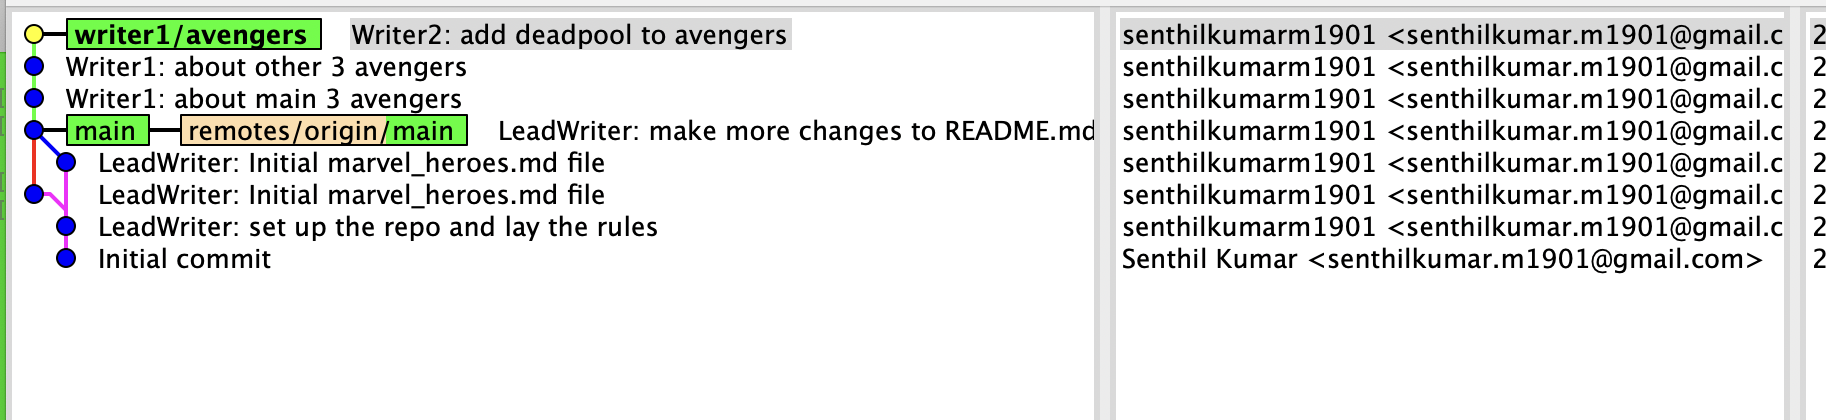 writer1/avengers Writer2: add deadpool to avengers senthilkumarm1901 <senthilkumar.m1901@gmail.c 2
Writer1: about other 3 avengers senthilkumarm1901 <senthilkumar.m1901@gmail.c 2
Writer1: about main 3 avengers senthilkumarm1901 <senthilkumar.m1901@gmail.c 2
main remotes/origin/main LeadWriter: make more changes to README.md senthilkumarm1901 <senthilkumar.m1901@gmail.c 2
LeadWriter: Initial marvel_heroes.md file senthilkumarm1901 <senthilkumar.m1901@gmail.c 2
LeadWriter: Initial marvel_heroes.md file senthilkumarm1901 <senthilkumar.m1901@gmail.c 2
LeadWriter: set up the repo and lay the rules senthilkumarm1901 <senthilkumar.m1901@gmail.c 2
Initial commit Senthil Kumar <senthilkumar.m1901@gmail.com> 2